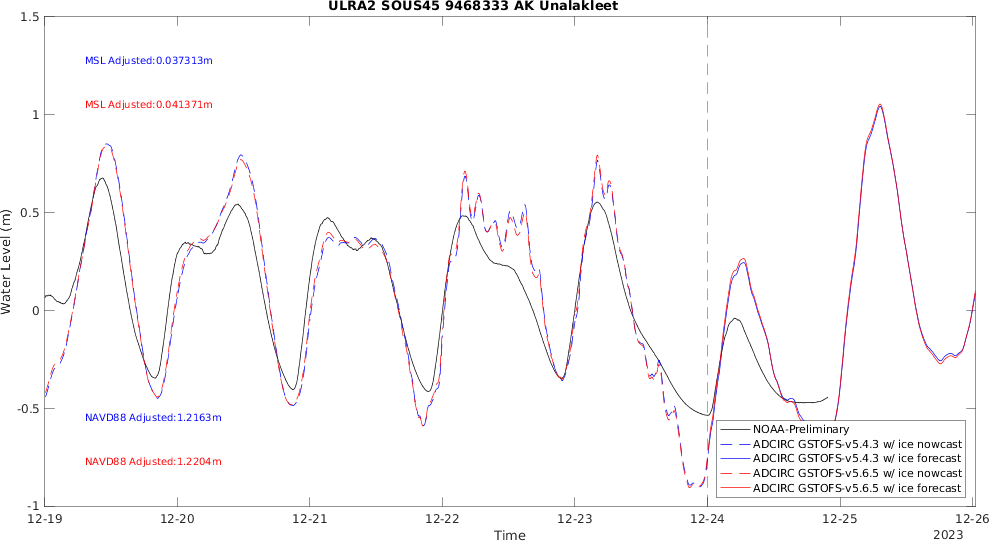 ULRA2 SOUS45 9468333 AK Unalakleet
1.5
1
0.5
0
-0.5
-1
Water Level (m)
MSL Adjusted:0.037313m
MSL Adjusted:0.041371m
NAVD88 Adjusted:1.2163m
NAVD88 Adjusted:1.2204m
NOAA-Preliminary
ADCIRC GSTOFS-v5.4.3 w/ ice nowcast
ADCIRC GSTOFS-v5.4.3 w/ ice forecast
ADCIRC GSTOFS-v5.6.5 w/ ice nowcast
ADCIRC GSTOFS-v5.6.5 w/ ice forecast
12-19 12-20 12-21 12-22 12-23 12-24 12-25 12-26
Time
2023